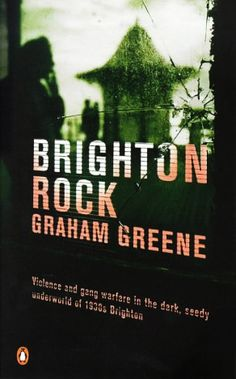 BRIGHTON
ROCK
GRAHAM GREENE
Violence and gang warfare in the dark, seedy
underworld of 1930s Brighton